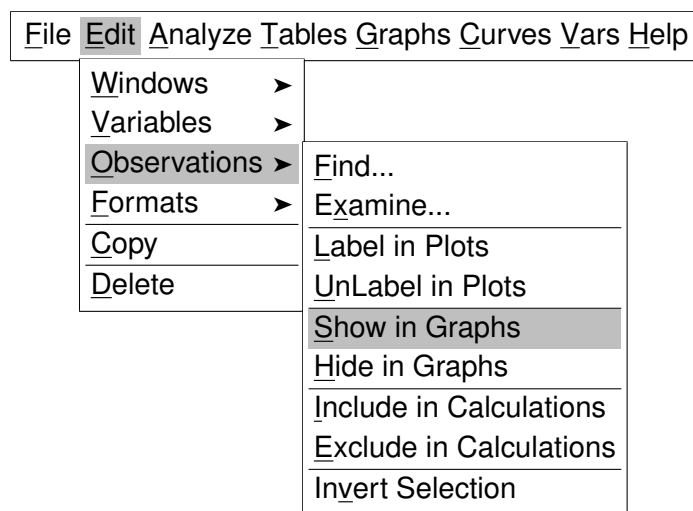 File Edit Analyze Tables Graphs Curves Vars Help
Windows ➤
Variables ➤
Observations ➤
Formats ➤
Copy
Delete
Find...
Examine...
Label in Plots
UnLabel in Plots
Show in Graphs
Hide in Graphs
Include in Calculations
Exclude in Calculations
Invert Selection